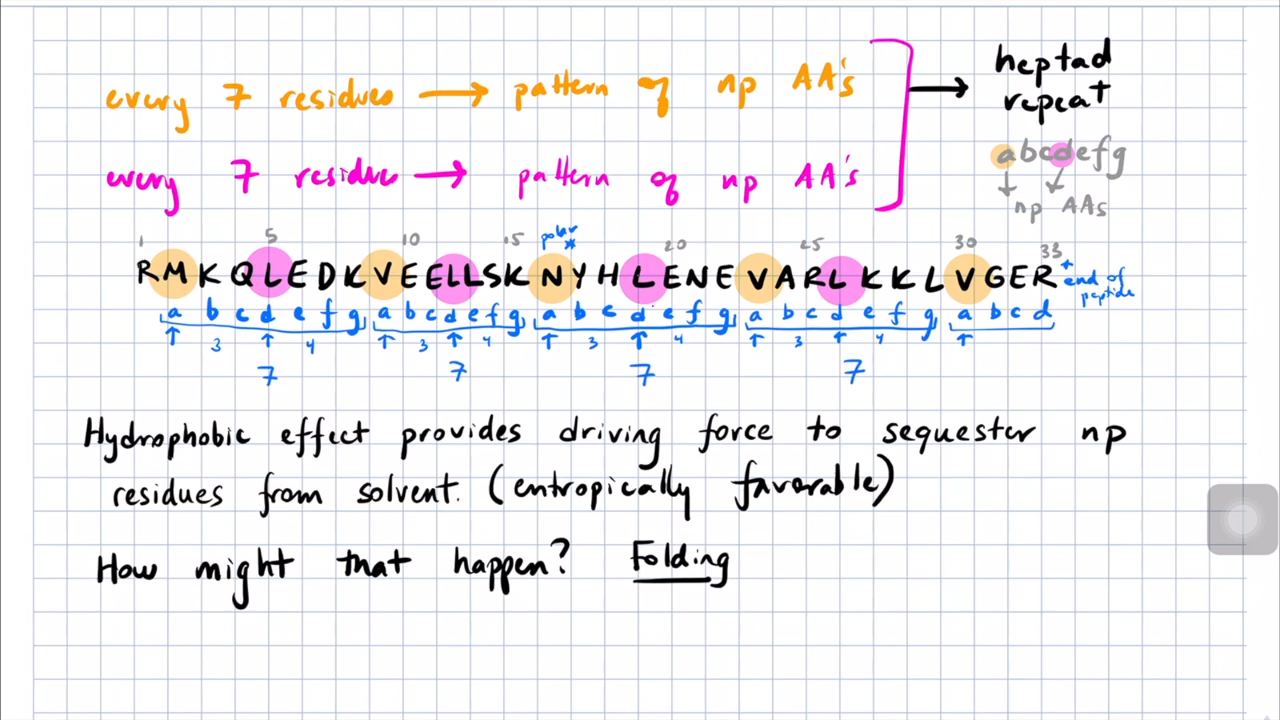 every 7 residues → pattern of np AA's
heptad
repeat
abcdefg
np AAs
every 7 residue → pattern of np AA's
1 5 10 15 polar * 20 25 30 33
RMKQLEDKVEELLSKNYHLENEVARLKKLVGER
* end of
peptide
a b c d e f g a b c d e f g a b c d e f g a b c d e f g a b c d
3 4 3 4 3 4 3 4
7 7 7 7
Hydrophobic effect provides driving force to sequester np
residues from solvent. (entropically favorable)
How might that happen? Folding